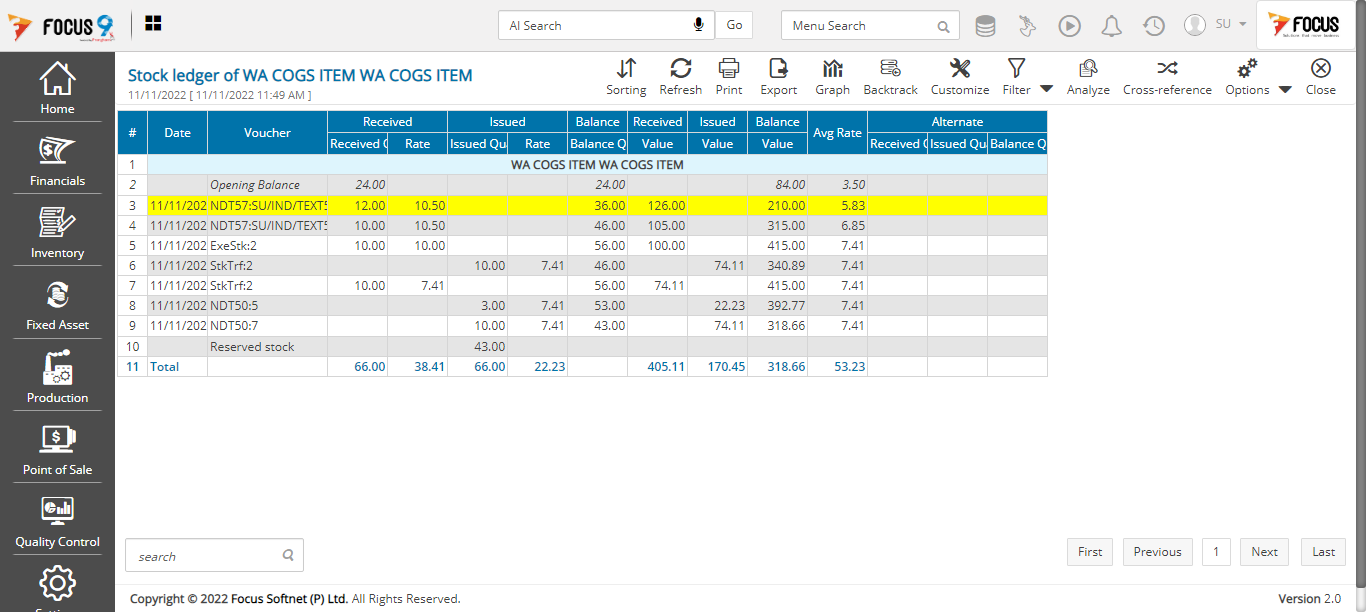 FOCUS 9
AI Search
Go
Menu Search
SU
FOCUS
Stock ledger of WA COGS ITEM WA COGS ITEM
11/11/2022 [ 11/11/2022 11:49 AM ]
Sorting Refresh Print Export Graph Backtrack Customize Filter Analyze Cross-reference Options Close
Home
Financials
Inventory
Fixed Asset
Production
Point of Sale
Quality Control
# Date Voucher Received Issued Balance Received Issued Balance Avg Rate Alternate
Received Q Rate Issued Qu Rate Balance Q Value Value Value Received Q Issued Qu Balance Q
1 WA COGS ITEM WA COGS ITEM
2 Opening Balance 24.00 24.00 84.00 3.50
3 11/11/202 NDT57:SU/IND/TEXT5 12.00 10.50 36.00 126.00 210.00 5.83
4 11/11/202 NDT57:SU/IND/TEXT5 10.00 10.50 46.00 105.00 315.00 6.85
5 11/11/202 ExeStk:2 10.00 10.00 56.00 100.00 415.00 7.41
6 11/11/202 StkTrf:2 10.00 7.41 46.00 74.11 340.89 7.41
7 11/11/202 StkTrf:2 10.00 7.41 56.00 74.11 415.00 7.41
8 11/11/202 NDT50:5 3.00 7.41 53.00 22.23 392.77 7.41
9 11/11/202 NDT50:7 10.00 7.41 43.00 74.11 318.66 7.41
10 Reserved stock 43.00
11 Total 66.00 38.41 66.00 22.23 405.11 170.45 318.66 53.23
search
First Previous 1 Next Last
Copyright © 2022 Focus Softnet (P) Ltd. All Rights Reserved.
Version 2.0